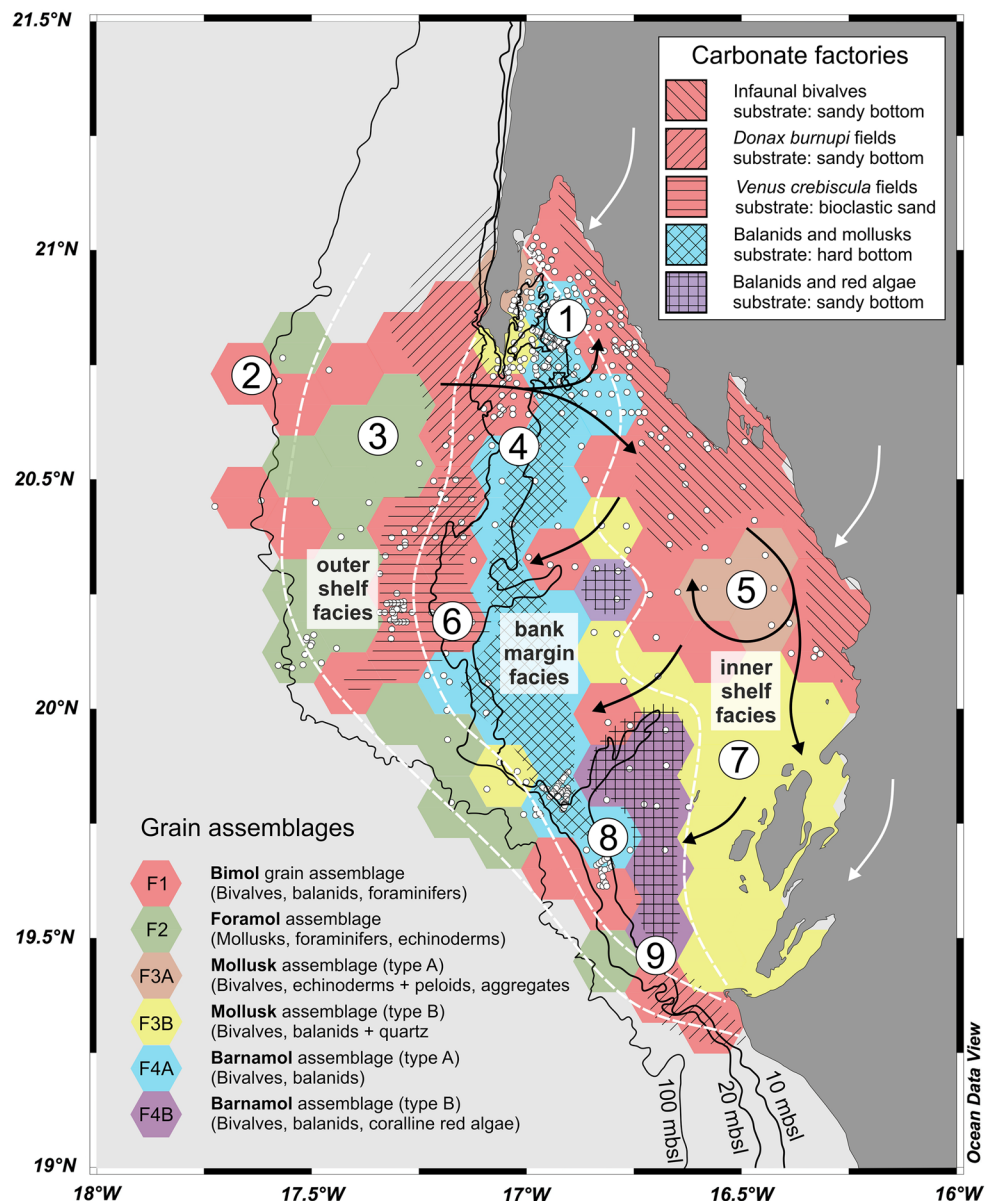 21.5°N
21°N
20.5°N
20°N
19.5°N
19°N
18°W
17.5°W
17°W
16.5°W
16°W
Carbonate factories
Infaunal bivalves
substrate: sandy bottom
Donax burnupi fields
substrate: sandy bottom
Venus crebiscula fields
substrate: bioclastic sand
Balanids and mollusks
substrate: hard bottom
Balanids and red algae
substrate: sandy bottom
1
2
3
4
5
6
7
8
9
outer
shelf
facies
bank
margin
facies
inner
shelf
facies
Grain assemblages
F1
Bimol grain assemblage
(Bivalves, balanids, foraminifers)
F2
Foramol assemblage
(Mollusks, foraminifers, echinoderms)
F3A
Mollusk assemblage (type A)
(Bivalves, echinoderms + peloids, aggregates
F3B
Mollusk assemblage (type B)
(Bivalves, balanids + quartz
F4A
Barnamol assemblage (type A)
(Bivalves, balanids)
F4B
Barnamol assemblage (type B)
(Bivalves, balanids, coralline red algae)
100 mbsl
20 mbsl
10 mbsl
Ocean Data View